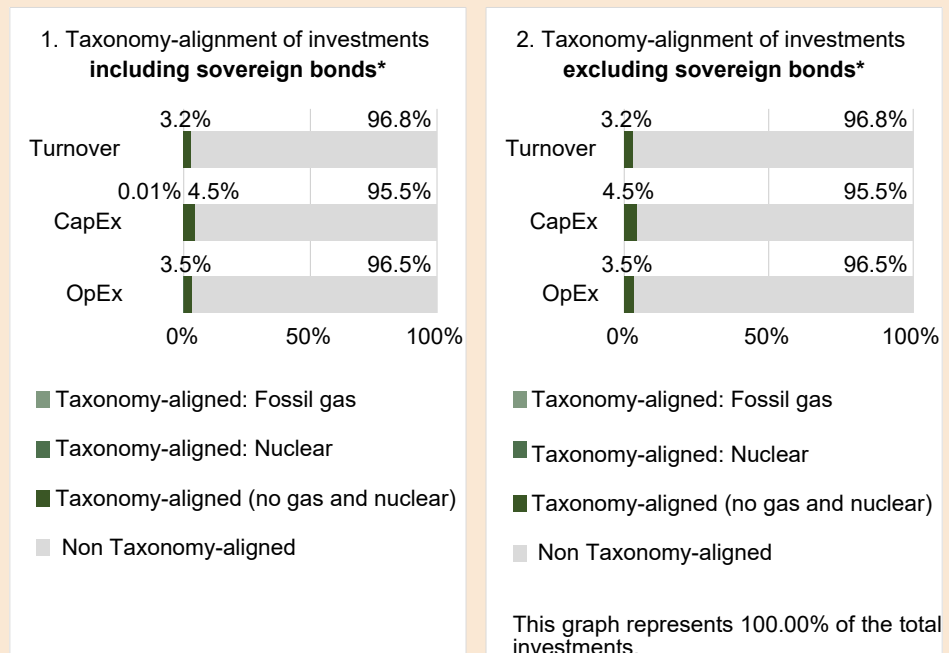 1. Taxonomy-alignment of investments
including sovereign bonds*
3.2% 96.8%
Turnover
0.01% 4.5% 95.5%
CapEx
3.5% 96.5%
OpEx
0% 50% 100%
Taxonomy-aligned: Fossil gas
Taxonomy-aligned: Nuclear
Taxonomy-aligned (no gas and nuclear)
Non Taxonomy-aligned
2. Taxonomy-alignment of investments
excluding sovereign bonds*
3.2% 96.8%
Turnover
4.5% 95.5%
CapEx
3.5% 96.5%
OpEx
0% 50% 100%
Taxonomy-aligned: Fossil gas
Taxonomy-aligned: Nuclear
Taxonomy-aligned (no gas and nuclear)
Non Taxonomy-aligned
This graph represents 100.00% of the total
investments.